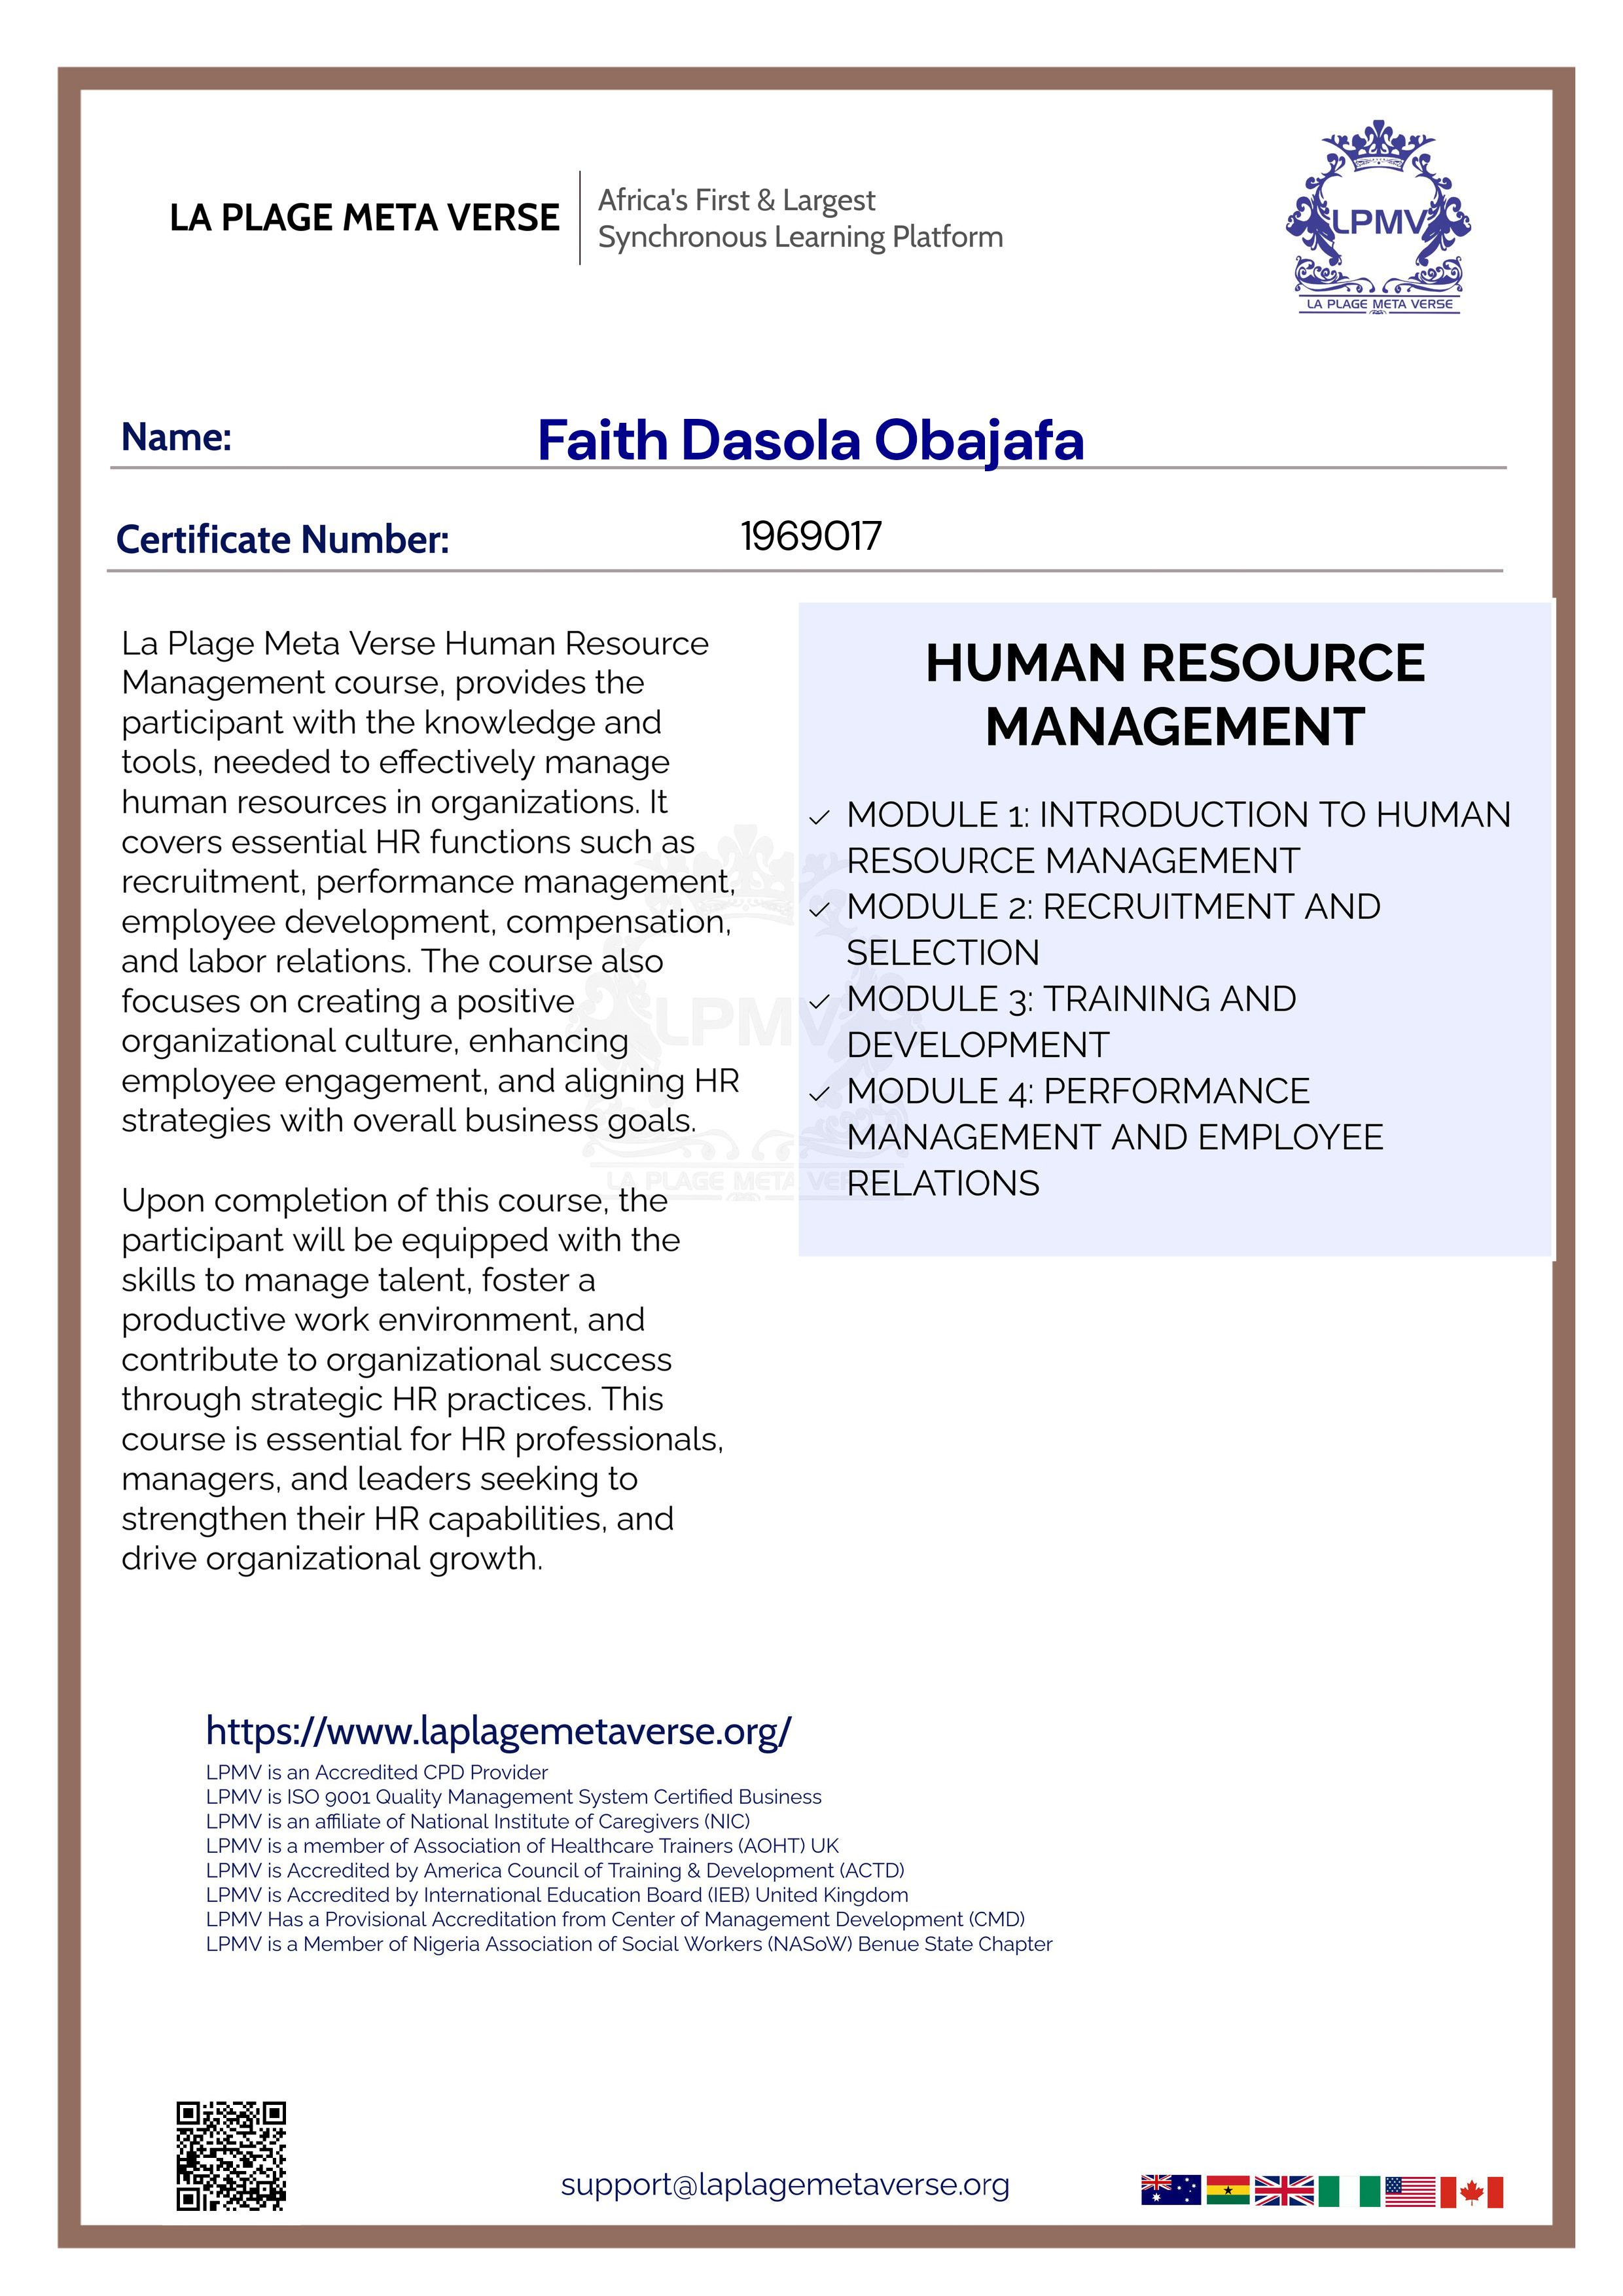 LA PLAGE META VERSE
Africa's First & Largest
Synchronous Learning Platform
LPMV
LA PLAGE META VERSE
Name:
Faith Dasola Obajafa
Certificate Number:
1969017
La Plage Meta Verse Human Resource
Management course, provides the
participant with the knowledge and
tools, needed to effectively manage
human resources in organizations. It
covers essential HR functions such as
recruitment, performance management,
employee development, compensation,
and labor relations. The course also
focuses on creating a positive
organizational culture, enhancing
employee engagement, and aligning HR
strategies with overall business goals.
Upon completion of this course, the
participant will be equipped with the
skills to manage talent, foster a
productive work environment, and
contribute to organizational success
through strategic HR practices. This
course is essential for HR professionals,
managers, and leaders seeking to
strengthen their HR capabilities, and
drive organizational growth.
HUMAN RESOURCE
MANAGEMENT
MODULE 1: INTRODUCTION TO HUMAN
RESOURCE MANAGEMENT
MODULE 2: RECRUITMENT AND
SELECTION
MODULE 3: TRAINING AND
DEVELOPMENT
MODULE 4: PERFORMANCE
MANAGEMENT AND EMPLOYEE
RELATIONS
LPMV
LA PLAGE META VERSE
https://www.laplagemetaverse.org/
LPMV is an Accredited CPD Provider
LPMV is ISO 9001 Quality Management System Certified Business
LPMV is an affiliate of National Institute of Caregivers (NIC)
LPMV is a member of Association of Healthcare Trainers (AOHT) UK
LPMV is Accredited by America Council of Training & Development (ACTD)
LPMV is Accredited by International Education Board (IEB) United Kingdom
LPMV Has a Provisional Accreditation from Center of Management Development (CMD)
LPMV is a Member of Nigeria Association of Social Workers (NASoW) Benue State Chapter
support@laplagemetaverse.org